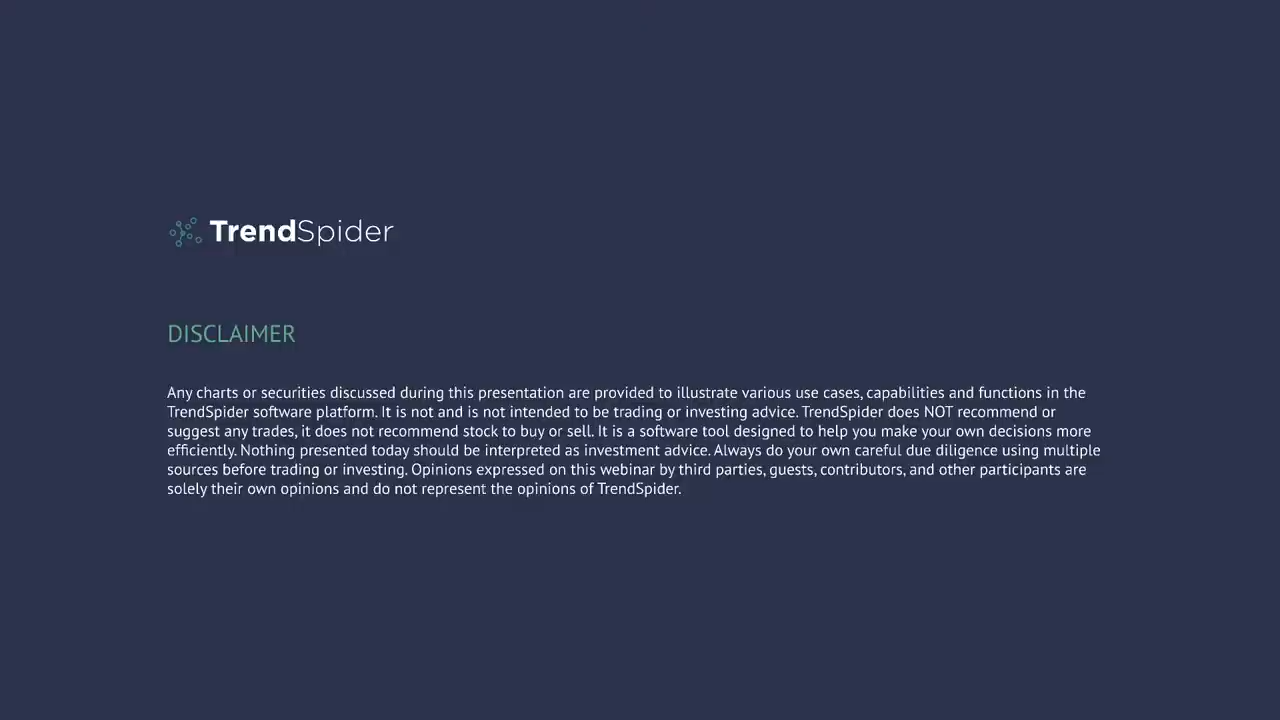 TrendSpider
DISCLAIMER
Any charts or securities discussed during this presentation are provided to illustrate various use cases, capabilities and functions in the
TrendSpider software platform. It is not and is not intended to be trading or investing advice. TrendSpider does NOT recommend or
suggest any trades, it does not recommend stock to buy or sell. It is a software tool designed to help you make your own decisions more
efficiently. Nothing presented today should be interpreted as investment advice. Always do your own careful due diligence using multiple
sources before trading or investing. Opinions expressed on this webinar by third parties, guests, contributors, and other participants are
solely their own opinions and do not represent the opinions of TrendSpider.